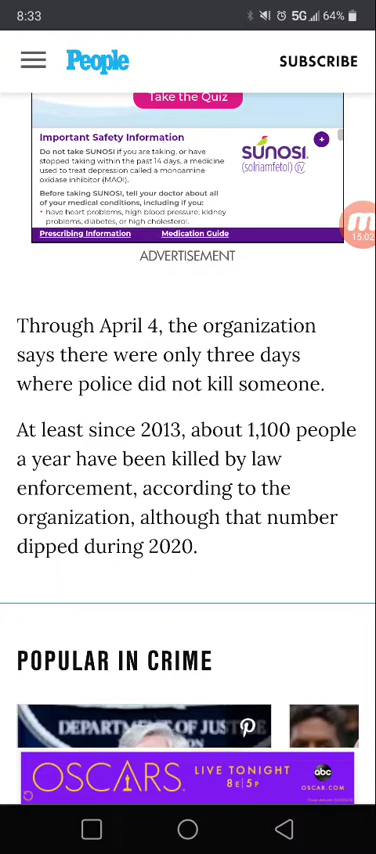 8:33
5G
64%
People
SUBSCRIBE
Take the Quiz
Important Safety Information
Do not take SUNOSI if you are taking, or have
stopped taking within the past 14 days, a medicine
used to treat depression called a monoamine
oxidase inhibitor (MAOI).
Before taking SUNOSI, tell your doctor about all
of your medical conditions, including if you:
• have heart problems, high blood pressure, kidney
problems, diabetes, or high cholesterol.
SUNOSI
(solriamfetol) IV
Prescribing Information
Medication Guide
15:02
ADVERTISEMENT
Through April 4, the organization
says there were only three days
where police did not kill someone.
At least since 2013, about 1,100 people
a year have been killed by law
enforcement, according to the
organization, although that number
dipped during 2020.
POPULAR IN CRIME
OSCARS.
LIVE TONIGHT
8E|5P
abc
OSCAR.COM